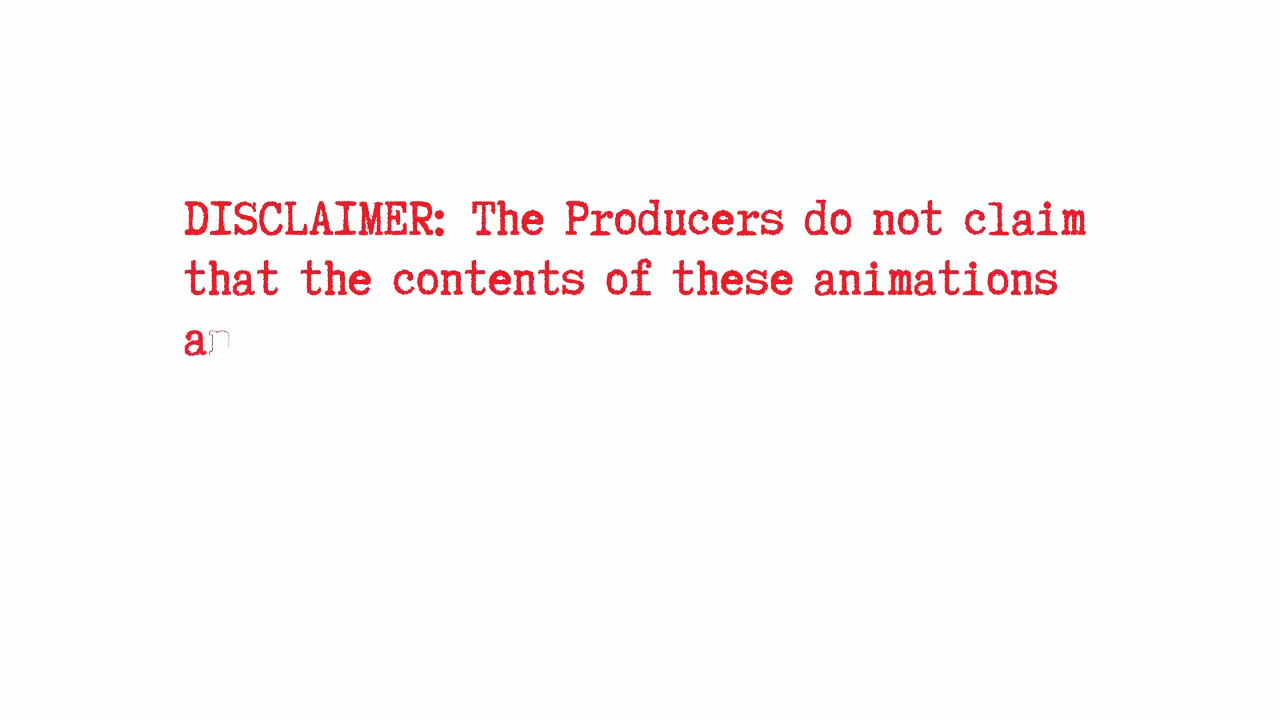 DISCLAIMER: The Producers do not claim
that the contents of these animations
a